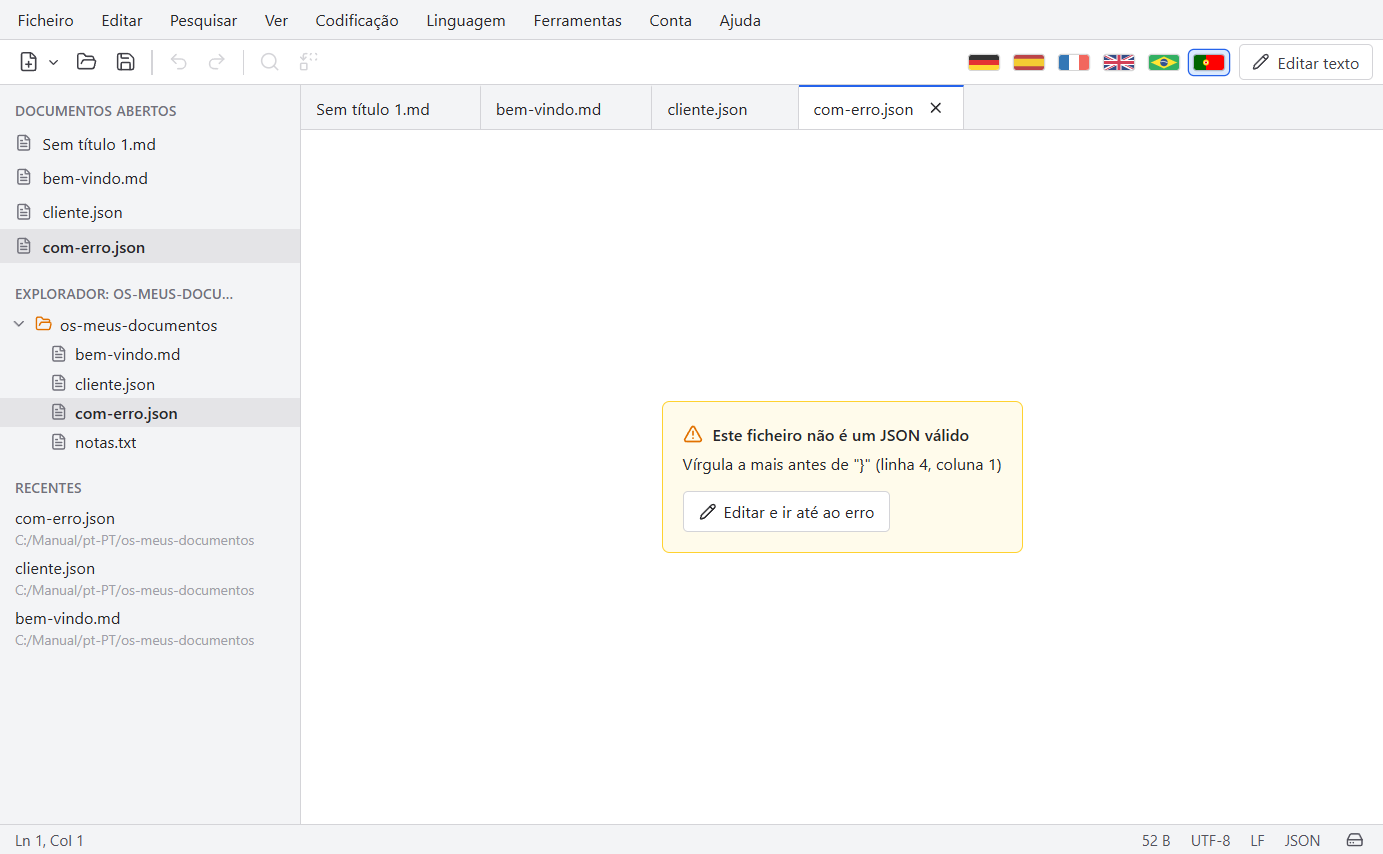 Ficheiro Editar Pesquisar Ver Codificação Linguagem Ferramentas Conta Ajuda
Editar texto
DOCUMENTOS ABERTOS
Sem título 1.md
bem-vindo.md
cliente.json
com-erro.json
EXPLORADOR: OS-MEUS-DOCU...
os-meus-documentos
bem-vindo.md
cliente.json
com-erro.json
notas.txt
RECENTES
com-erro.json
C:/Manual/pt-PT/os-meus-documentos
cliente.json
C:/Manual/pt-PT/os-meus-documentos
bem-vindo.md
C:/Manual/pt-PT/os-meus-documentos
Sem título 1.md bem-vindo.md cliente.json com-erro.json
Este ficheiro não é um JSON válido
Vírgula a mais antes de "}" (linha 4, coluna 1)
Editar e ir até ao erro
Ln 1, Col 1 52 B UTF-8 LF JSON